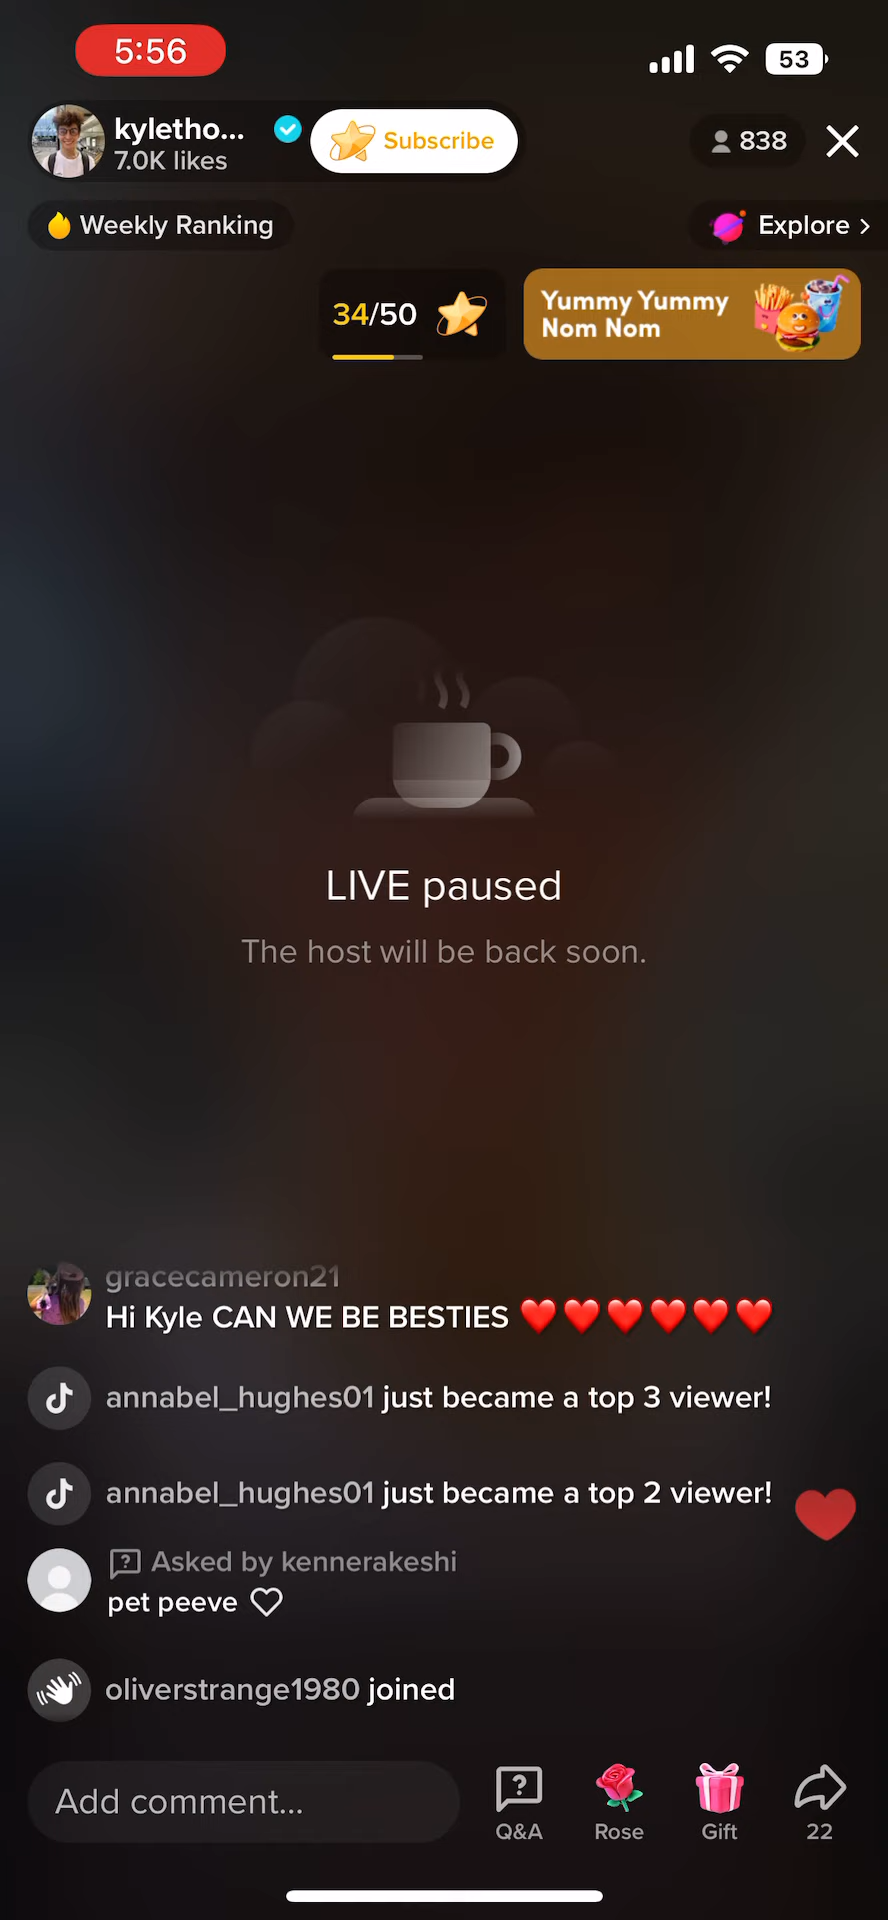 5:56
53
kyletho...
7.0K likes
Subscribe
838
Weekly Ranking
Explore >
34/50
Yummy Yummy
Nom Nom
LIVE paused
The host will be back soon.
gracecameron21
Hi Kyle CAN WE BE BESTIES ❤️❤️❤️❤️❤️❤️
annabel_hughes01 just became a top 3 viewer!
annabel_hughes01 just became a top 2 viewer!
Asked by kennerakeshi
pet peeve
oliverstrange1980 joined
Add comment...
Q&A
Rose
Gift
22